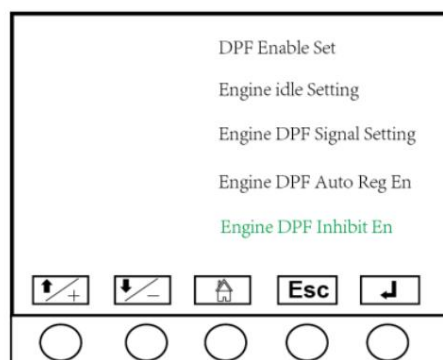 DPF Enable Set
Engine idle Setting
Engine DPF Signal Setting
Engine DPF Auto Reg En
Engine DPF Inhibit En
+ - Esc